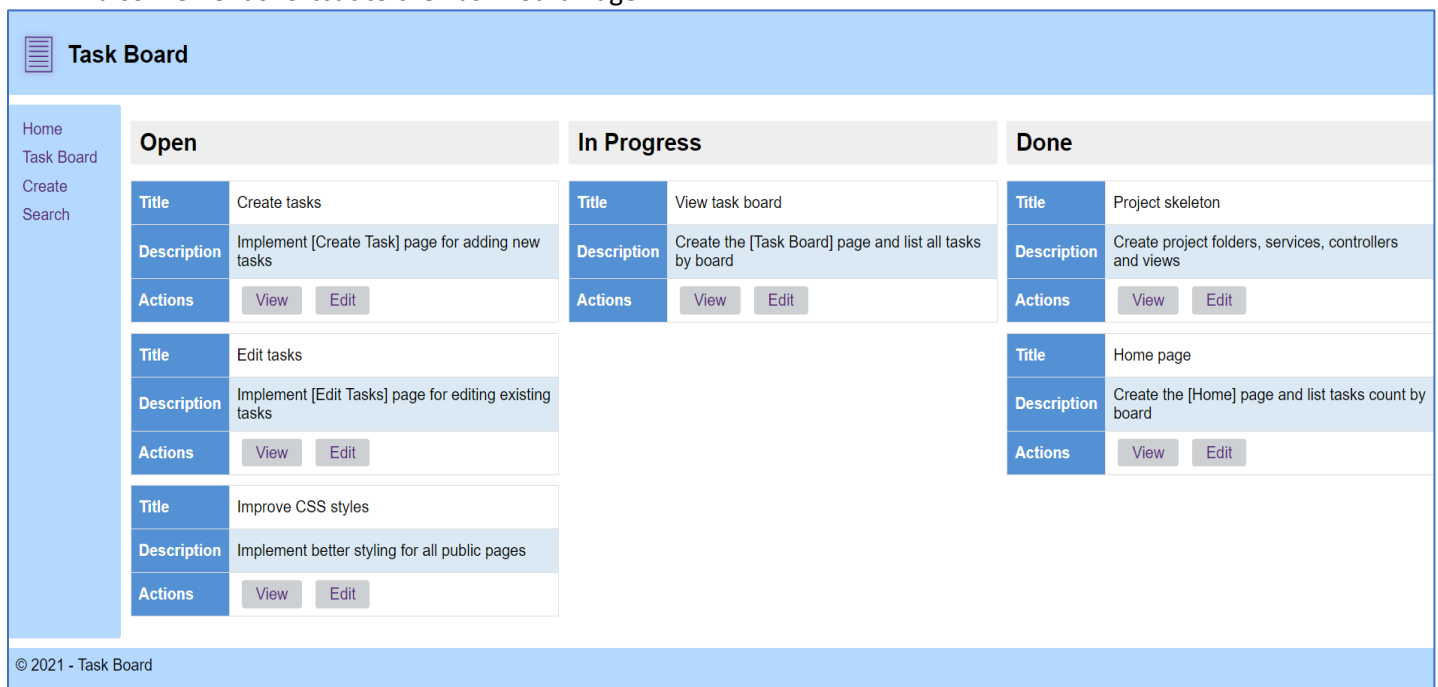 Task Board
Home
Task Board
Create
Search
Open
Title
Create tasks
Description
Implement [Create Task] page for adding new
tasks
Actions
View
Edit
Title
Edit tasks
Description
Implement [Edit Tasks] page for editing existing
tasks
Actions
View
Edit
Title
Improve CSS styles
Description
Implement better styling for all public pages
Actions
View
Edit
In Progress
Title
View task board
Description
Create the [Task Board] page and list all tasks
by board
Actions
View
Edit
Done
Title
Project skeleton
Description
Create project folders, services, controllers
and views
Actions
View
Edit
Title
Home page
Description
Create the [Home] page and list tasks count by
board
Actions
View
Edit
© 2021 - Task Board